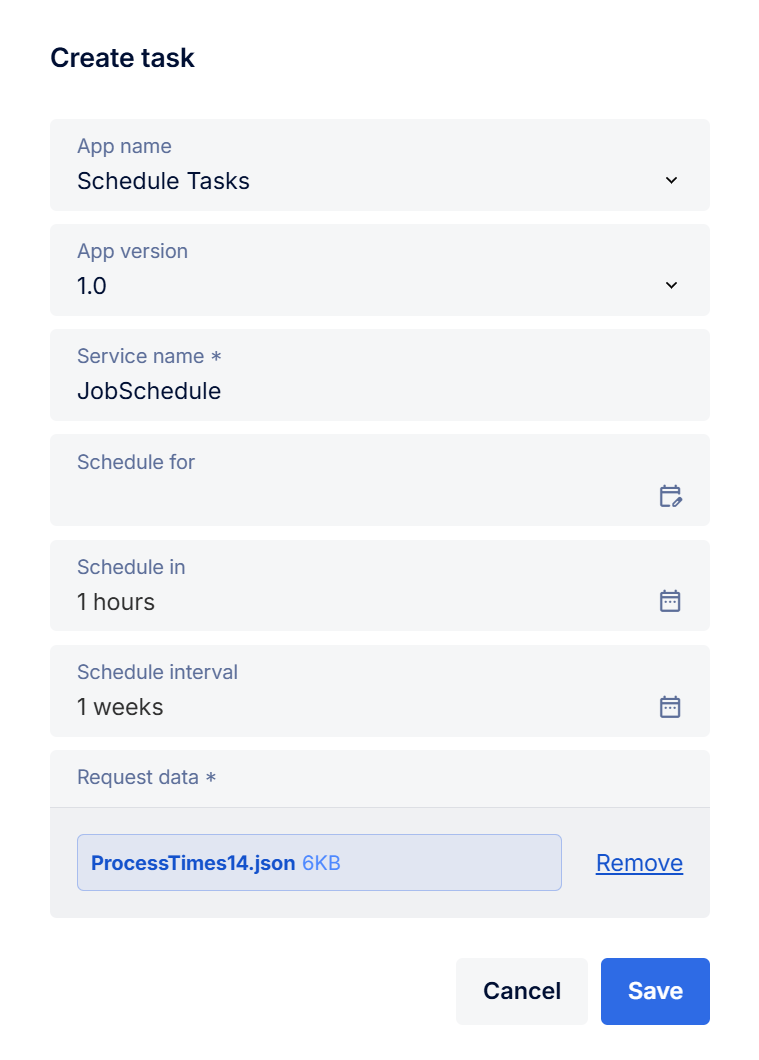 Create task
App name
Schedule Tasks
App version
1.0
Service name *
JobSchedule
Schedule for
Schedule in
1 hours
Schedule interval
1 weeks
Request data *
ProcessTimes14.json 6KB Remove
Cancel Save